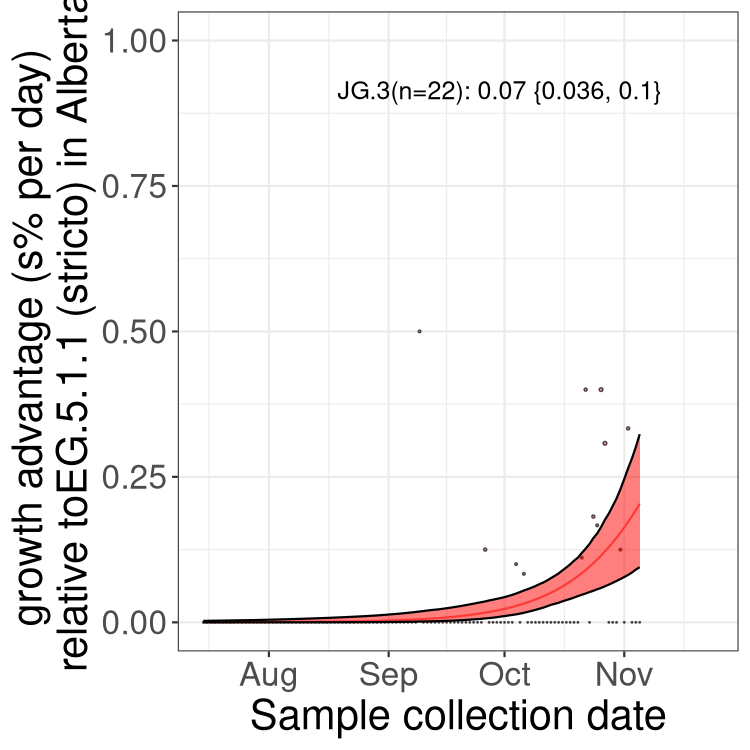 growth advantage (s% per day)
relative toEG.5.1.1 (stricto) in Alberta
1.00
0.75
0.50
0.25
0.00
JG.3(n=22): 0.07 {0.036, 0.1}
Aug Sep Oct Nov
Sample collection date